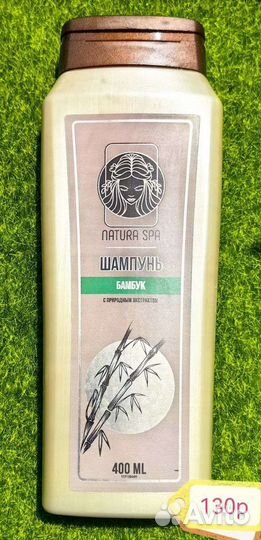 NATURA SPA
ШАМПУНЬ
БАМБУК
С ПРИРОДНЫМ ЭКСТРАКТОМ
400 ML
130р
Avito